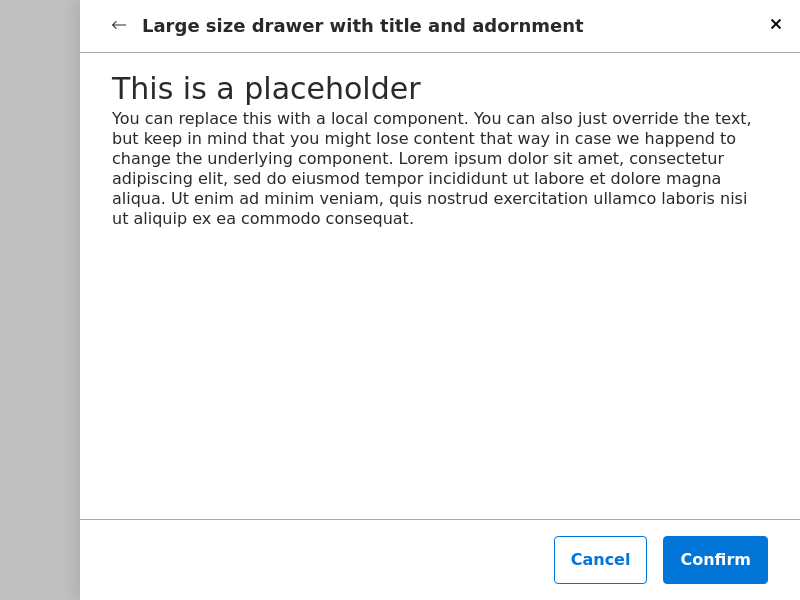 Large size drawer with title and adornment
This is a placeholder
You can replace this with a local component. You can also just override the text,
but keep in mind that you might lose content that way in case we happend to
change the underlying component. Lorem ipsum dolor sit amet, consectetur
adipiscing elit, sed do eiusmod tempor incididunt ut labore et dolore magna
aliqua. Ut enim ad minim veniam, quis nostrud exercitation ullamco laboris nisi
ut aliquip ex ea commodo consequat.
Cancel
Confirm